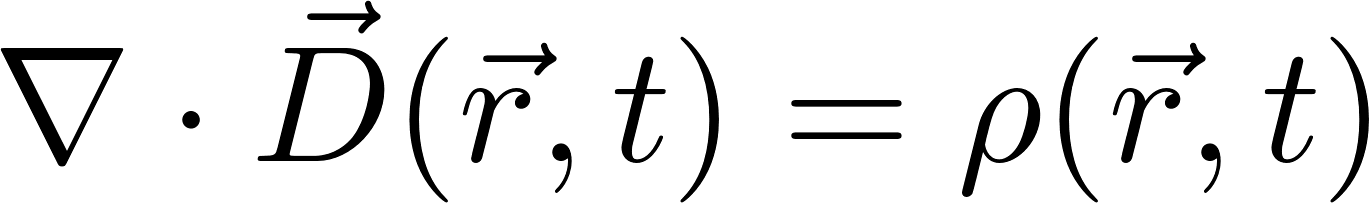 ∇ · D⃗(r⃗, t) = ρ(r⃗, t)